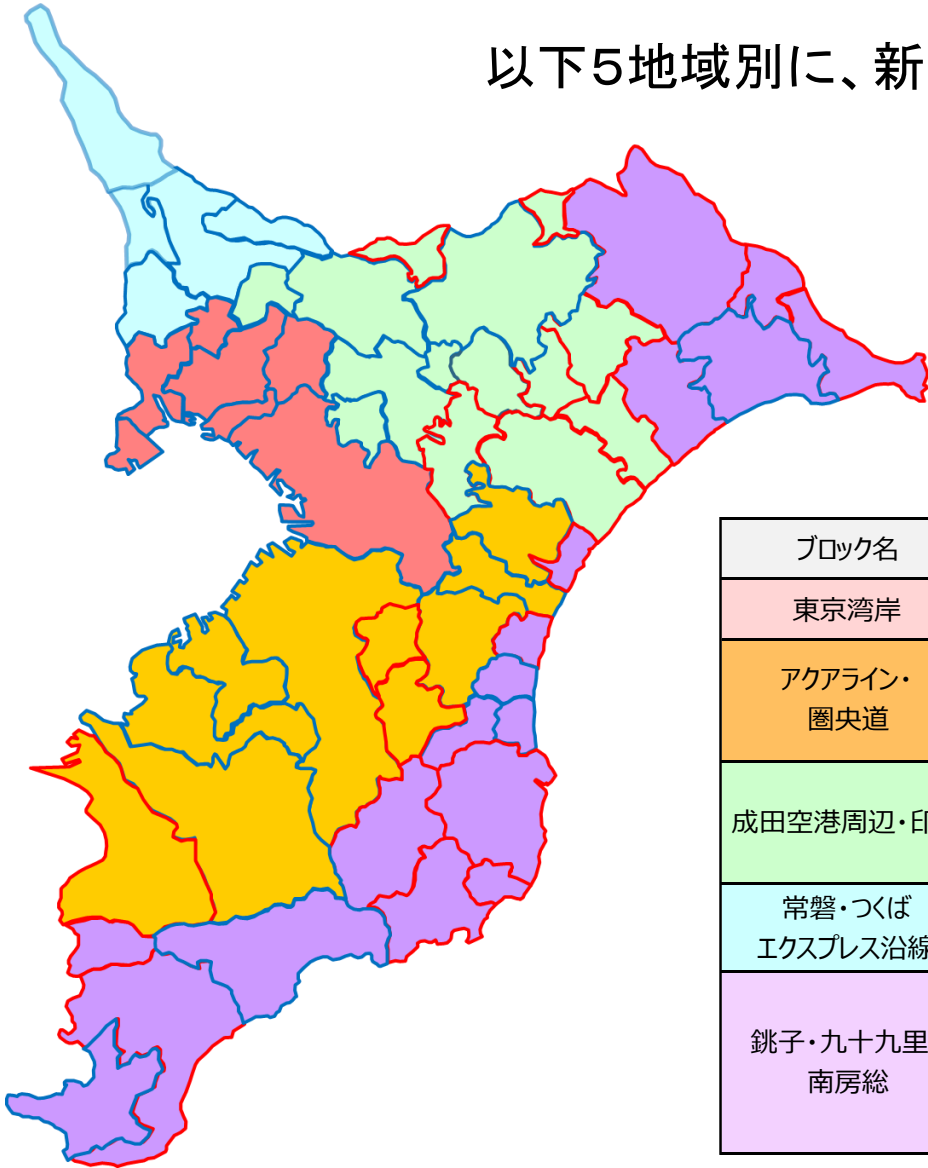 以下5地域別に、新
ブロック名
東京湾岸
アクアライン・
圏央道
成田空港周辺・印
常磐・つくば
エクスプレス沿線
銚子・九十九里・
南房総